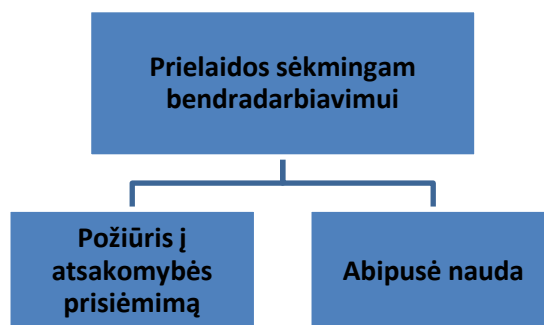 Prielaidos sėkmingam
bendradarbiavimui
Požiūris į
atsakomybės
prisiėmimą
Abipusė nauda